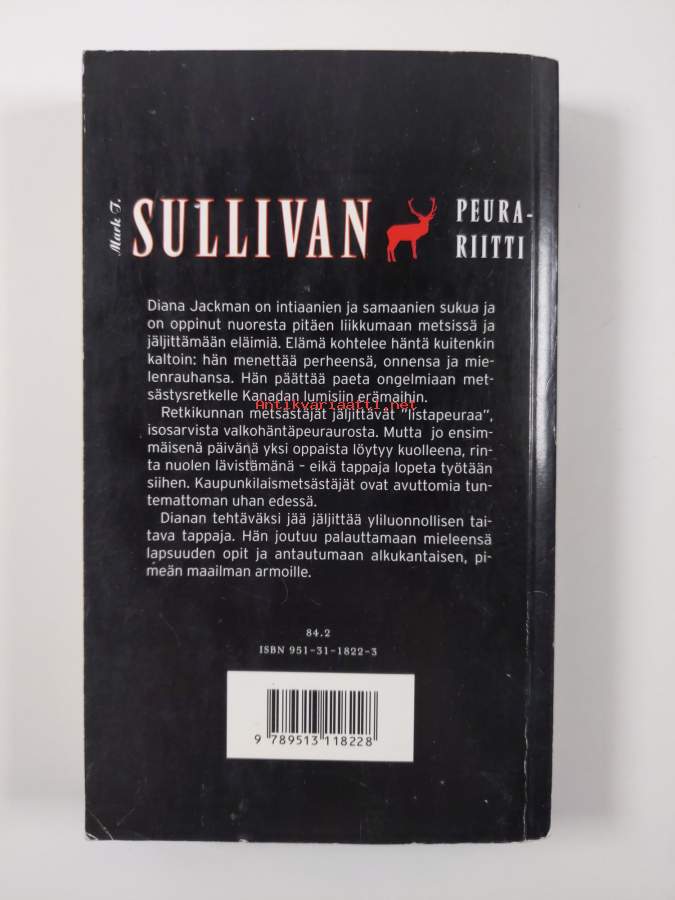 Mark T.
SULLIVAN
PEURA-
RIITTI
Diana Jackman on intiaanien ja samaanien sukua ja
on oppinut nuoresta pitäen liikkumaan metsissä ja
jäljittämään eläimiä. Elämä kohtelee häntä kuitenkin
kaltoin: hän menettää perheensä, onnensa ja mie-
lenrauhansa. Hän päättää paeta ongelmiaan met-
sästysretkelle Kanadan lumisiin erämaihin.
Antikvariaatti.net
Retkikunnan metsästäjät jäljittävät "listapeuraa",
isosarvista valkohäntäpeuraurosta. Mutta jo ensim-
mäisenä päivänä yksi oppaista löytyy kuolleena, rin-
ta nuolen lävistämänä – eikä tappaja lopeta työtään
siihen. Kaupunkilaismetsästäjät ovat avuttomia tun-
temattoman uhan edessä.
Dianan tehtäväksi jää jäljittää yliluonnollisen tai-
tava tappaja. Hän joutuu palauttamaan mieleensä
lapsuuden opit ja antautumaan alkukantaisen, pi-
meän maailman armoille.
84.2
ISBN 951-31-1822-3
9 789513 118228